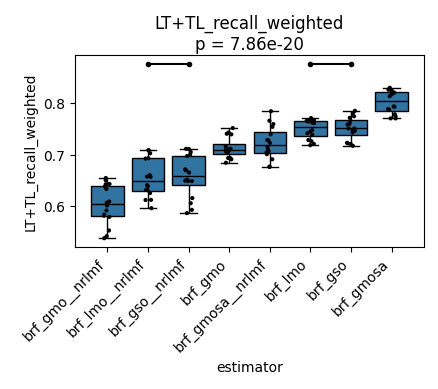 LT+TL_recall_weighted
p = 7.86e-20
LT+TL_recall_weighted
0.8
0.7
0.6
brf_gmo__nrlmf
brf_lmo__nrlmf
brf_gso__nrlmf
brf_gmo
brf_gmosa__nrlmf
brf_lmo
brf_gso
brf_gmosa
estimator